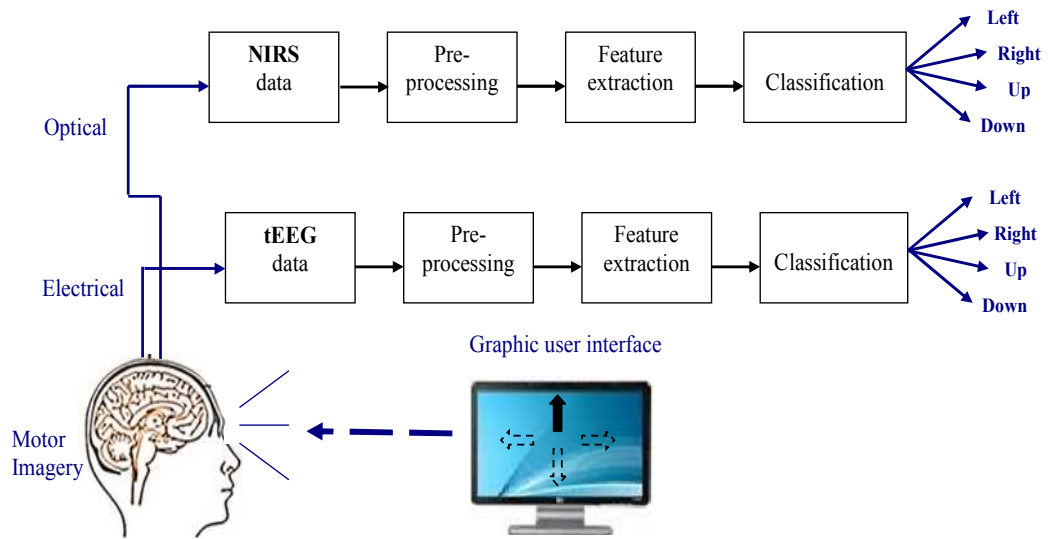 NIRS
data
Pre-
processing
Feature
extraction
Classification
Left
Right
Up
Down
Optical
tEEG
data
Pre-
processing
Feature
extraction
Classification
Left
Right
Up
Down
Electrical
Graphic user interface
Motor
Imagery